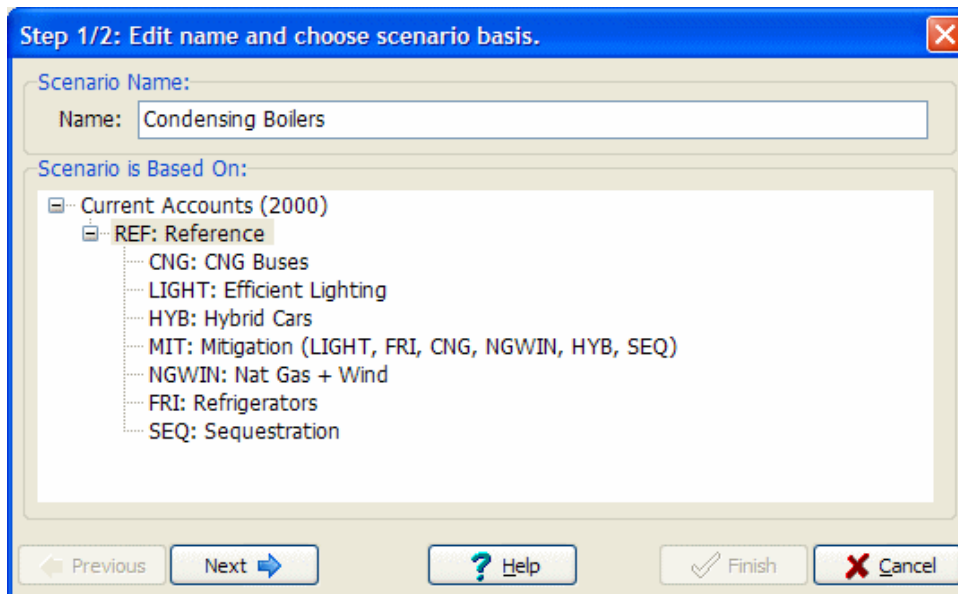 Step 1/2: Edit name and choose scenario basis.
Scenario Name:
Name: Condensing Boilers
Scenario is Based On:
Current Accounts (2000)
REF: Reference
CNG: CNG Buses
LIGHT: Efficient Lighting
HYB: Hybrid Cars
MIT: Mitigation (LIGHT, FRI, CNG, NGWIN, HYB, SEQ)
NGWIN: Nat Gas + Wind
FRI: Refrigerators
SEQ: Sequestration
Previous Next ? Help Finish Cancel